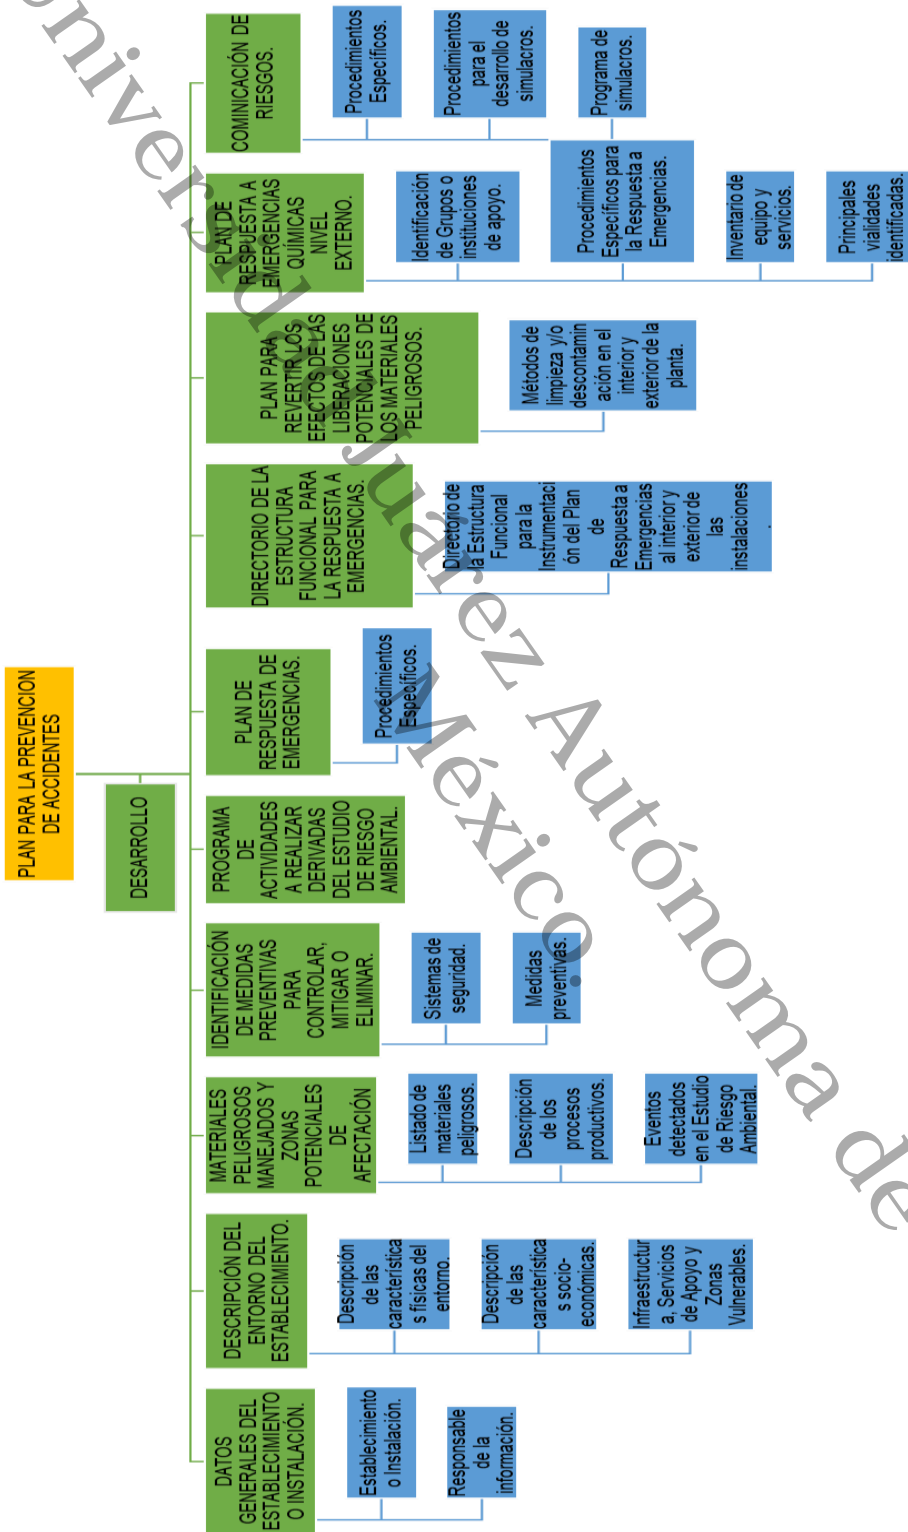 PLAN PARA LA PREVENCION
DE ACCIDENTES
DESARROLLO
DATOS
GENERALES DEL
ESTABLECIMIENTO
O INSTALACIÓN.
Establecimiento
o Instalación.
Responsable
de la
información.
DESCRIPCIÓN DEL
ENTORNO DEL
ESTABLECIMIENTO.
Descripción
de las
característica
s físicas del
entorno.
Descripción
de las
característica
s socio-
económicas.
Infraestructur
a, Servicios
de Apoyo y
Zonas
Vulnerables.
MATERIALES
PELIGROSOS
MANEJADOS Y
ZONAS
POTENCIALES
DE
AFECTACIÓN
Listado de
materiales
peligrosos.
Descripción
de los
procesos
productivos.
Eventos
detectados
en el Estudio
de Riesgo
Ambiental.
IDENTIFICACIÓN
DE MEDIDAS
PREVENTIVAS
PARA
CONTROLAR,
MITIGAR O
ELIMINAR.
Sistemas de
seguridad.
Medidas
preventivas.
PROGRAMA
DE
ACTIVIDADES
A REALIZAR
DERIVADAS
DEL ESTUDIO
DE RIESGO
AMBIENTAL.
PLAN DE
RESPUESTA DE
EMERGENCIAS.
Procedimientos
Específicos.
DIRECTORIO DE LA
ESTRUCTURA
FUNCIONAL PARA
LA RESPUESTA A
EMERGENCIAS.
Directorio de
la Estructura
Funcional
para la
Instrumentaci
ón del Plan
de
Respuesta a
Emergencias
al interior y
exterior de
las
instalaciones
.
PLAN PARA
REVERTIR LOS
EFECTOS DE LAS
LIBERACIONES
POTENCIALES DE
LOS MATERIALES
PELIGROSOS.
Métodos de
limpieza y/o
descontamin
ación en el
interior y
exterior de la
planta.
PLAN DE
RESPUESTA A
EMERGENCIAS
QUÍMICAS
NIVEL
EXTERNO.
Identificación
de Grupos o
instituciones
de apoyo.
Procedimientos
Específicos para
la Respuesta a
Emergencias.
Inventario de
equipo y
servicios.
Principales
vialidades
identificadas.
COMINICACIÓN DE
RIESGOS.
Procedimientos
Específicos.
Procedimientos
para el
desarrollo de
simulacros.
Programa de
simulacros.
Universidad Juárez Autónoma de
México.